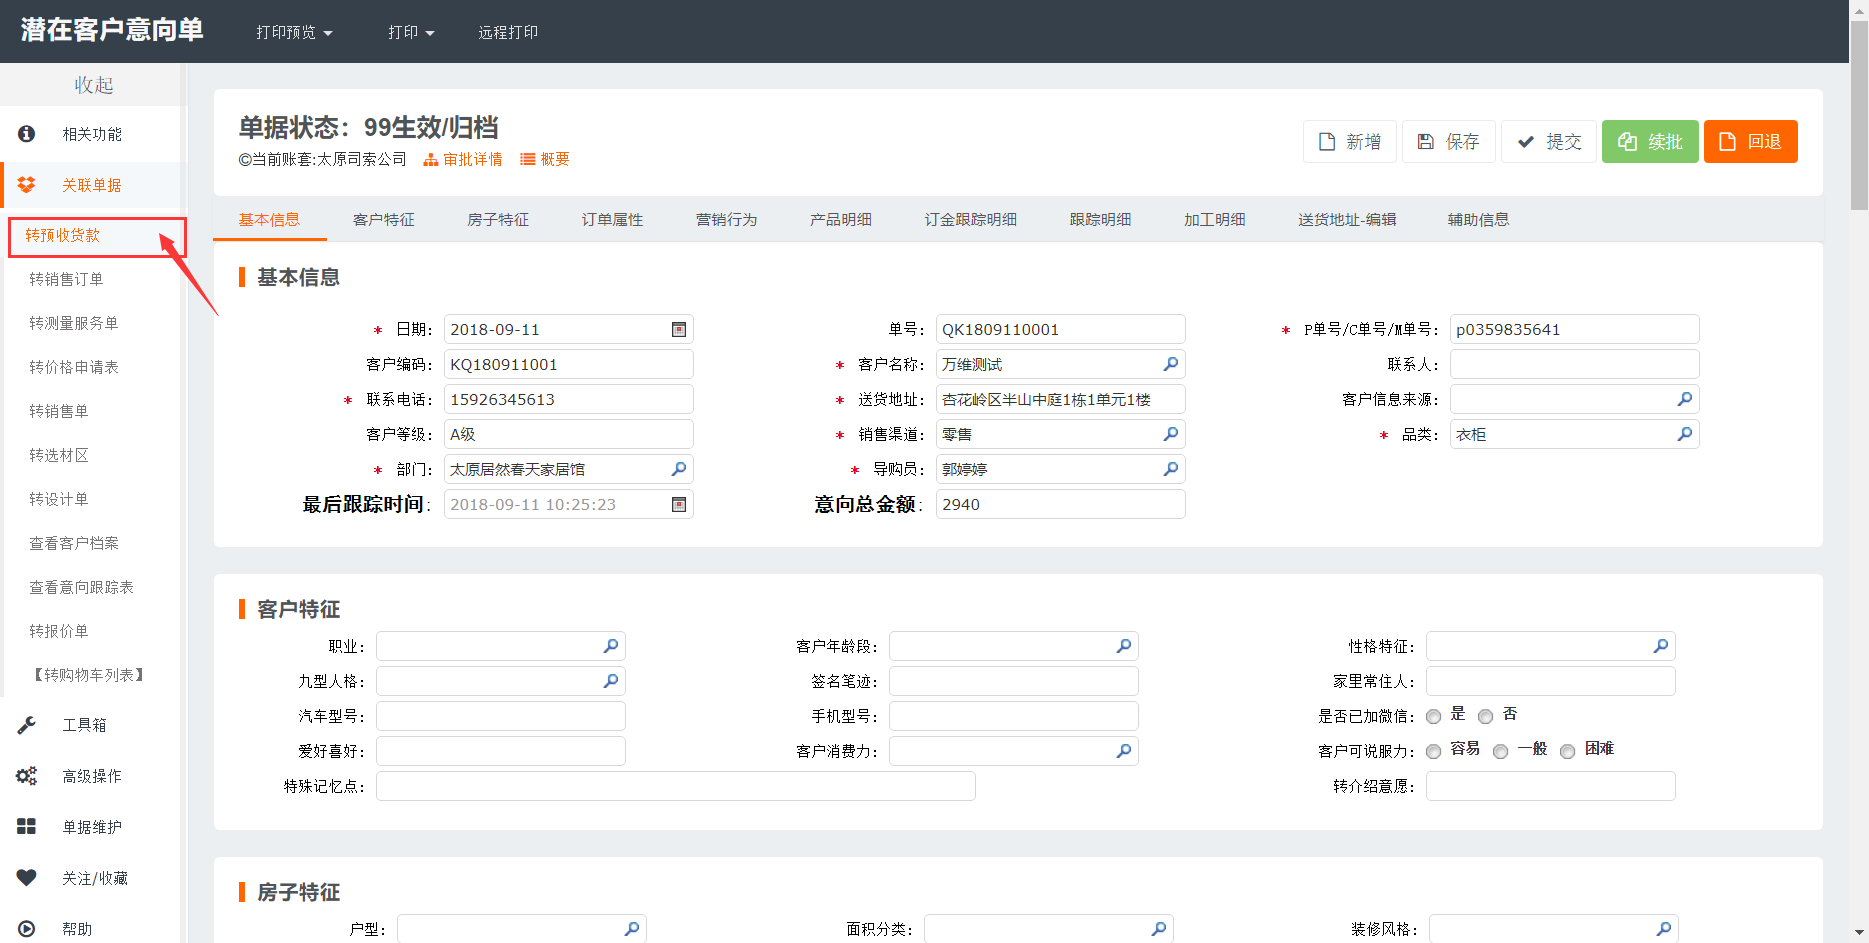 潜在客户意向单 打印预览 打印 远程打印
收起
相关功能
关联单据
转预收货款
转销售订单
转测量服务单
转价格申请表
转销售单
转选材区
转设计单
查看客户档案
查看意向跟踪表
转报价单
【转购物车列表】
工具箱
高级操作
单据维护
关注/收藏
帮助
单据状态：99生效/归档
©当前账套:太原司索公司 审批详情 概要
新增 保存 提交 续批 回退
基本信息 客户特征 房子特征 订单属性 营销行为 产品明细 订金跟踪明细 跟踪明细 加工明细 送货地址-编辑 辅助信息
基本信息
* 日期： 2018-09-11 单号： QK1809110001 * P单号/C单号/M单号： p0359835641
客户编码： KQ180911001 * 客户名称： 万维测试 联系人：
* 联系电话： 15926345613 * 送货地址： 杏花岭区半山中庭1栋1单元1楼 客户信息来源：
客户等级： A级 * 销售渠道： 零售 * 品类： 衣柜
* 部门： 太原居然春天家居馆 * 导购员： 郭婷婷
最后跟踪时间： 2018-09-11 10:25:23 意向总金额： 2940
客户特征
职业： 客户年龄段： 性格特征：
九型人格： 签名笔迹： 家里常住人：
汽车型号： 手机型号： 是否已加微信： 是 否
爱好喜好： 客户消费力： 客户可说服力： 容易 一般 困难
特殊记忆点： 转介绍意愿：
房子特征
户型： 面积分类： 装修风格：